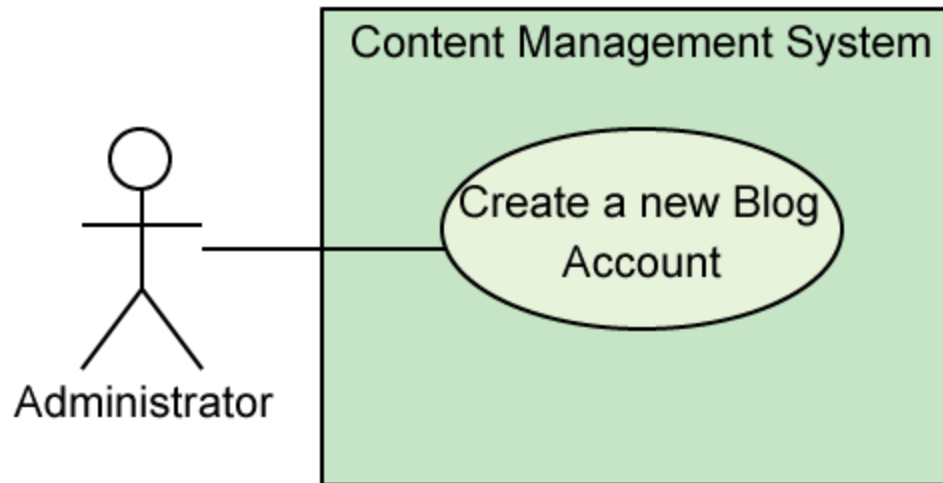 Content Management System
Create a new Blog
Account
Administrator